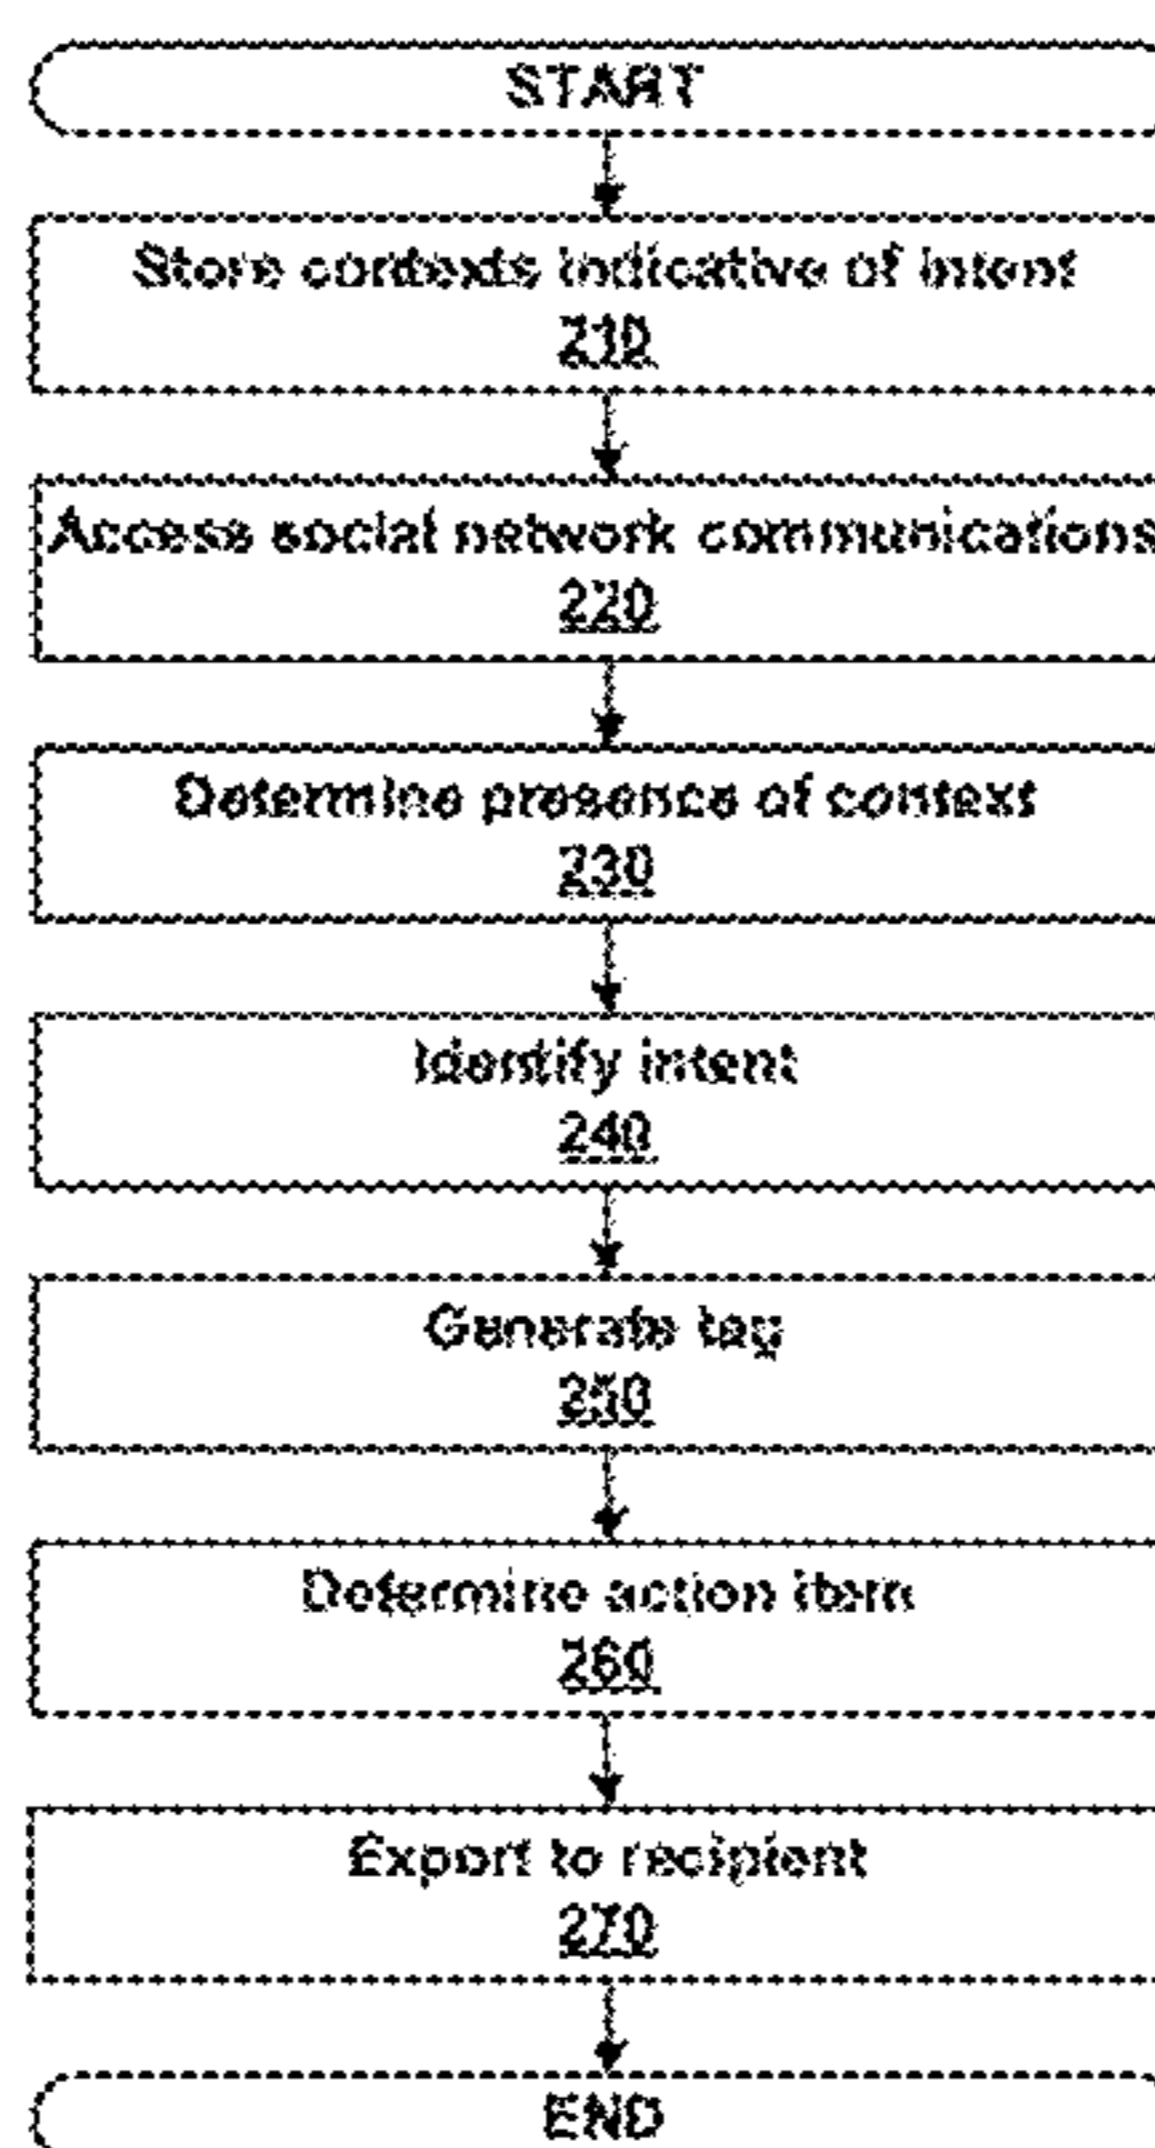 START
Store contexts indicative of intent
210
Access social network communications
220
Determine presence of context
230
Identify intent
240
Generate tag
250
Determine action item
260
Export to recipient
270
END